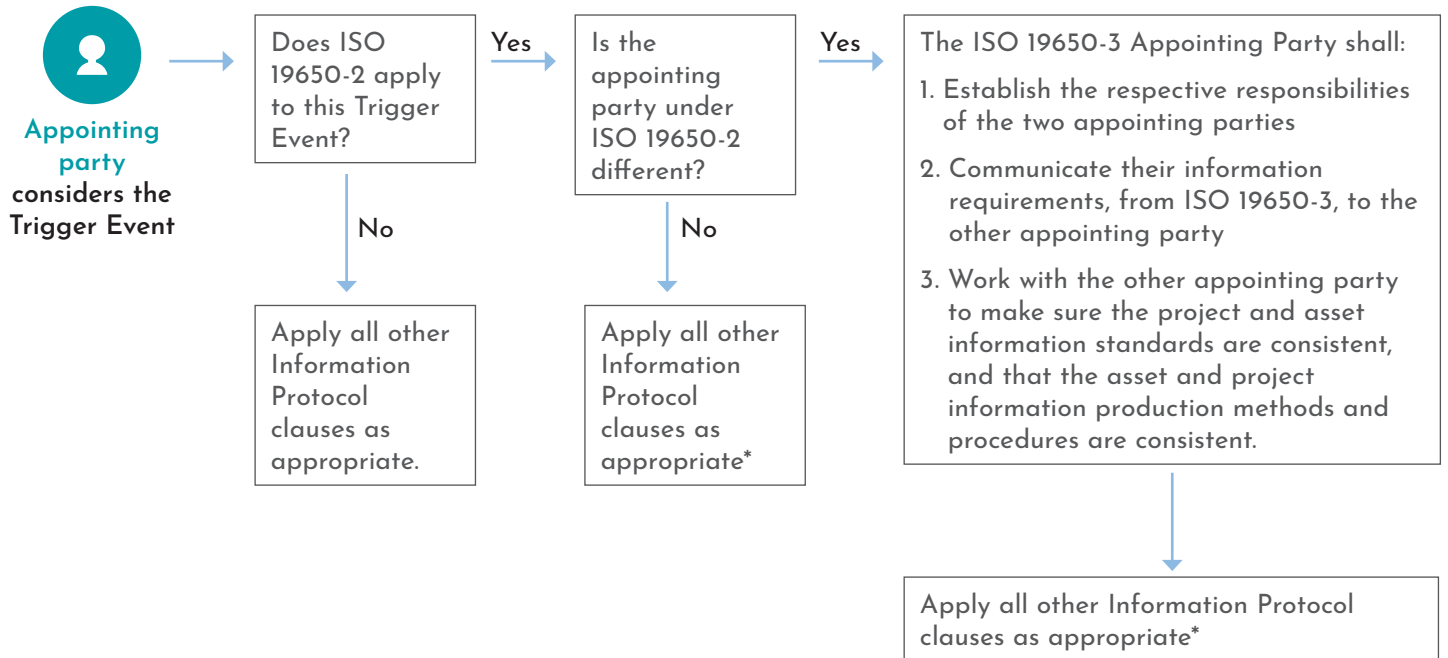 Appointing
party
considers the
Trigger Event
Does ISO
19650-2 apply
to this Trigger
Event?
Yes
Is the
appointing
party under
ISO 19650-2
different?
Yes
The ISO 19650-3 Appointing Party shall:
1. Establish the respective responsibilities
of the two appointing parties
2. Communicate their information
requirements, from ISO 19650-3, to the
other appointing party
3. Work with the other appointing party
to make sure the project and asset
information standards are consistent,
and that the asset and project
information production methods and
procedures are consistent.
No
No
Apply all other
Information
Protocol
clauses as
appropriate.
Apply all other
Information
Protocol
clauses as
appropriate*
Apply all other Information Protocol
clauses as appropriate*